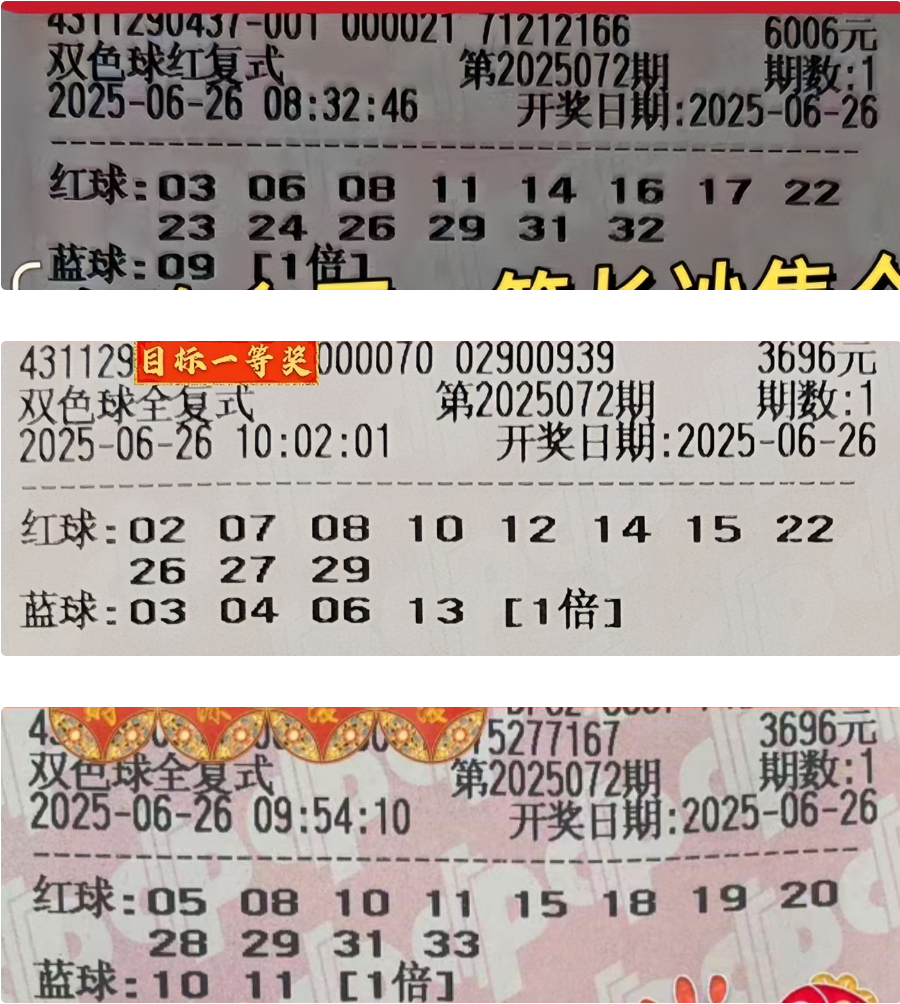 4311290437-001 000021 71212166 6006元
双色球红复式 第2025072期 期数:1
2025-06-26 08:32:46 开奖日期:2025-06-26
红球:03 06 08 11 14 16 17 22
23 24 26 29 31 32
蓝球:09 [1倍]
431129 目标一等奖 000070 02900939 3696元
双色球全复式 第2025072期 期数:1
2025-06-26 10:02:01 开奖日期:2025-06-26
红球:02 07 08 10 12 14 15 22
26 27 29
蓝球:03 04 06 13 [1倍]
75277167 3696元
双色球全复式 第2025072期 期数:1
2025-06-26 09:54:10 开奖日期:2025-06-26
红球:05 08 10 11 15 18 19 20
28 29 31 33
蓝球:10 11 [1倍]